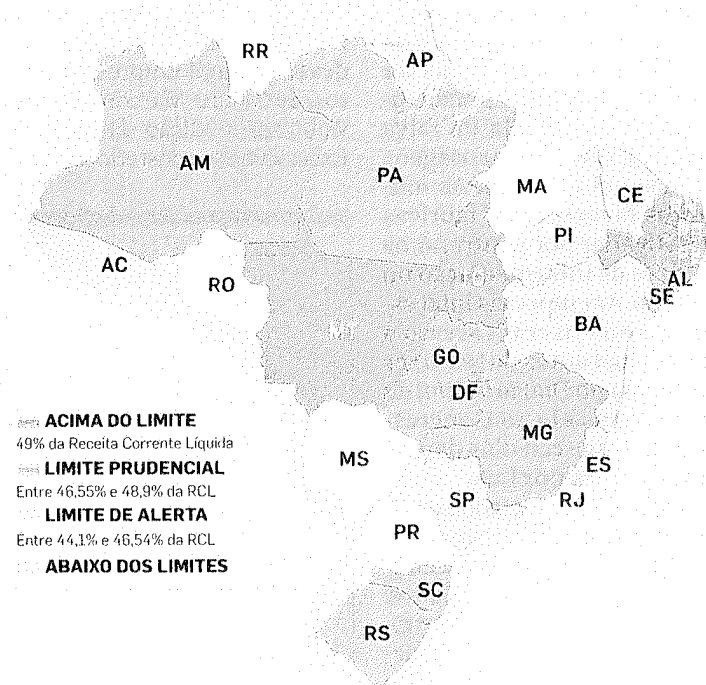 RR
AP
AM
PA
MA
CE
PI
AC
RO
AL
SE
BA
GO
DF
ACIMA DO LIMITE
49% da Receita Corrente Líquida
LIMITE PRUDENCIAL
Entre 46,55% e 48,9% da RCL
LIMITE DE ALERTA
Entre 44,1% e 46,54% da RCL
ABAIXO DOS LIMITES
MS
MG
ES
SP
RJ
PR
SC
RS